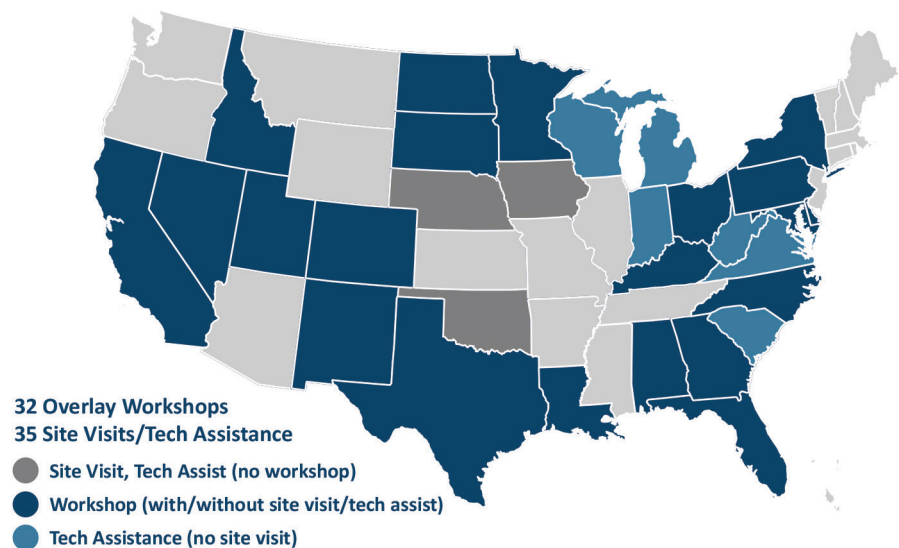 32 Overlay Workshops
35 Site Visits/Tech Assistance
Site Visit, Tech Assist (no workshop)
Workshop (with/without site visit/tech assist)
Tech Assistance (no site visit)